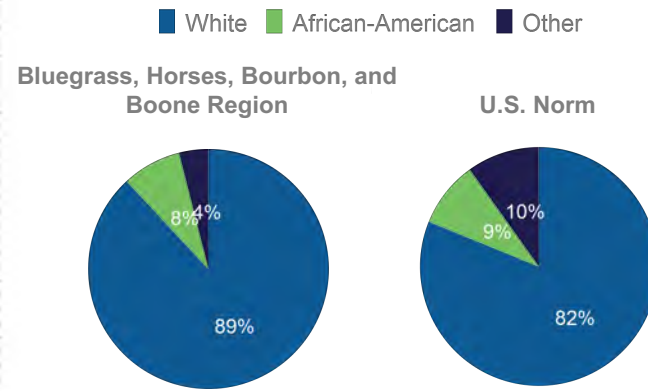 White African-American Other
Bluegrass, Horses, Bourbon, and
Boone Region
U.S. Norm
8%
4%
89%
10%
9%
82%